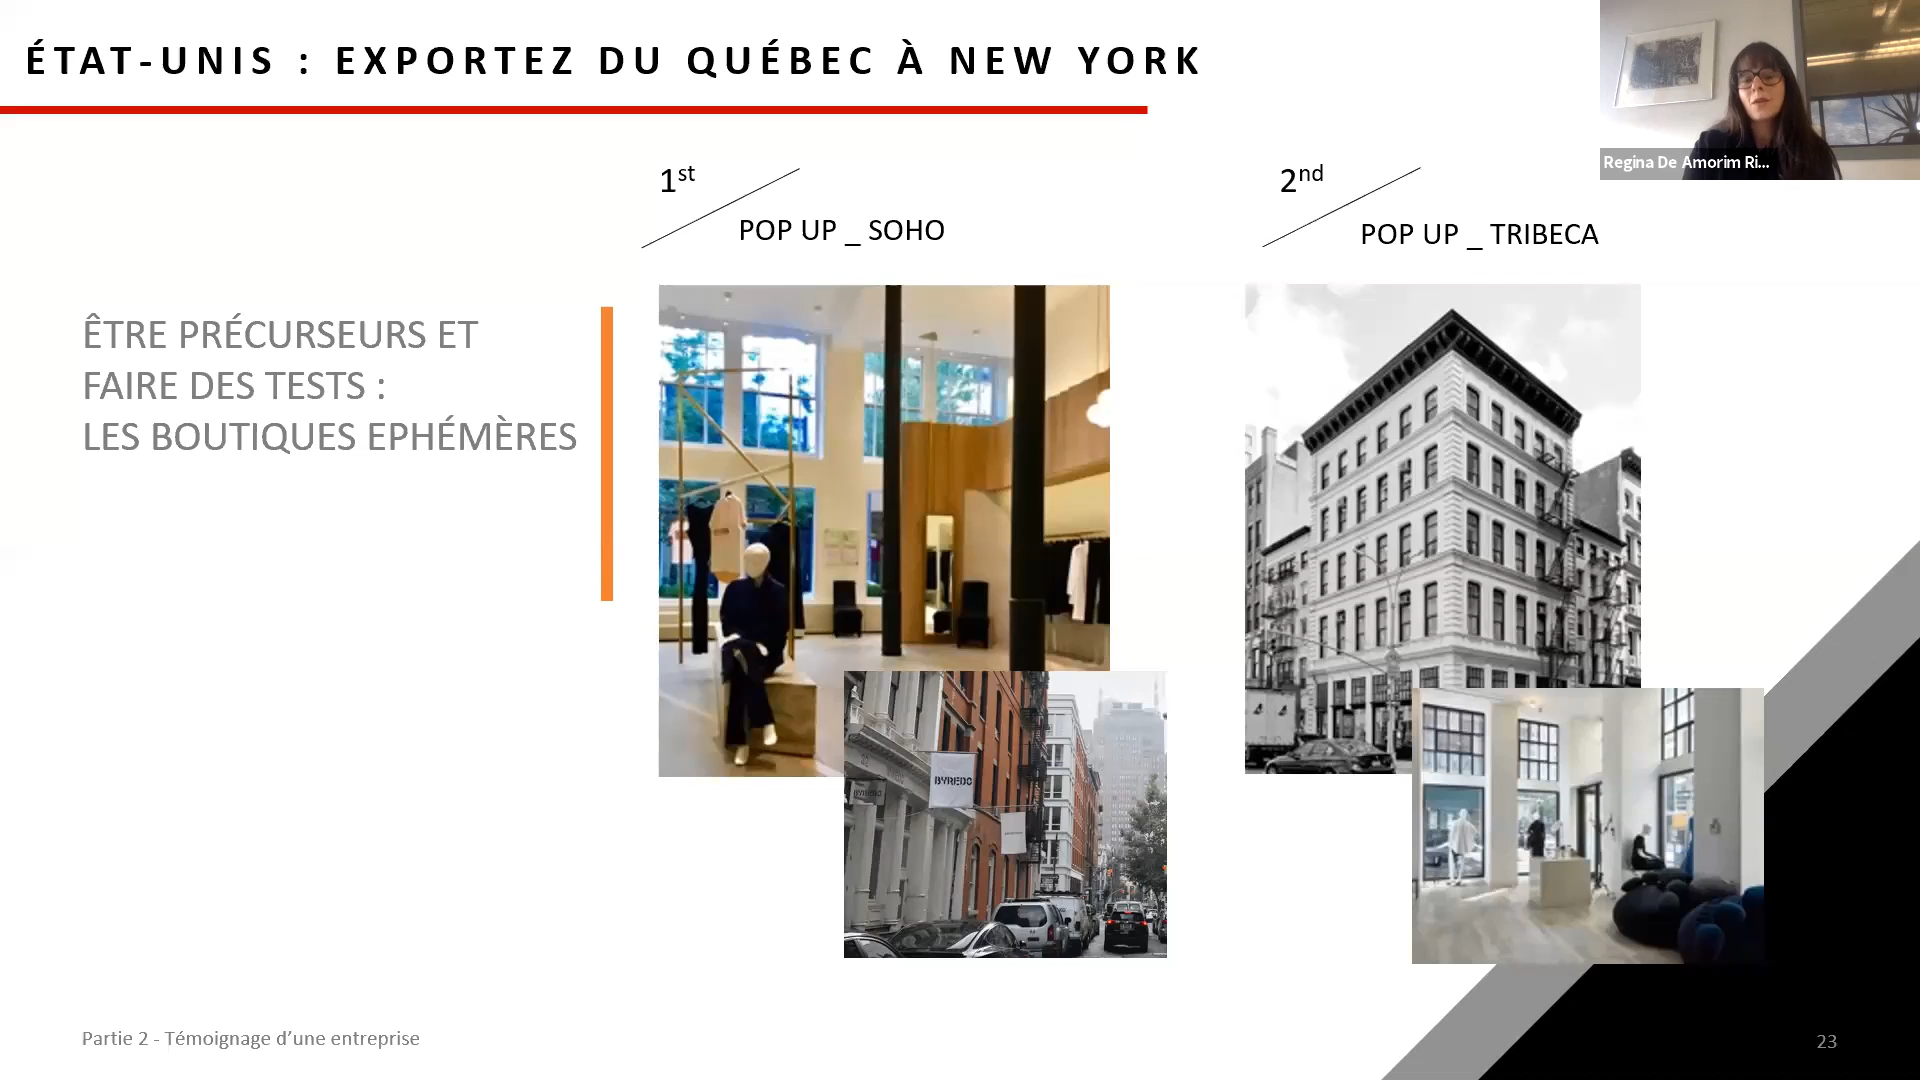 ÉTAT-UNIS : EXPORTEZ DU QUÉBEC À NEW YORK
Regina De Amorim Ri...
1st
POP UP _ SOHO
2nd
POP UP _ TRIBECA
ÊTRE PRÉCURSEURS ET
FAIRE DES TESTS :
LES BOUTIQUES EPHÉMÈRES
BYREDO
BYREDO
Partie 2 - Témoignage d’une entreprise
23